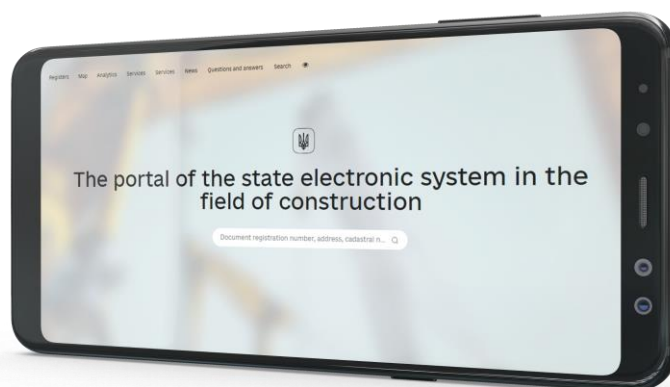 Registers Map Analytics Services Services News Questions and answers Search
The portal of the state electronic system in the
field of construction
Document registration number, address, cadastral n...